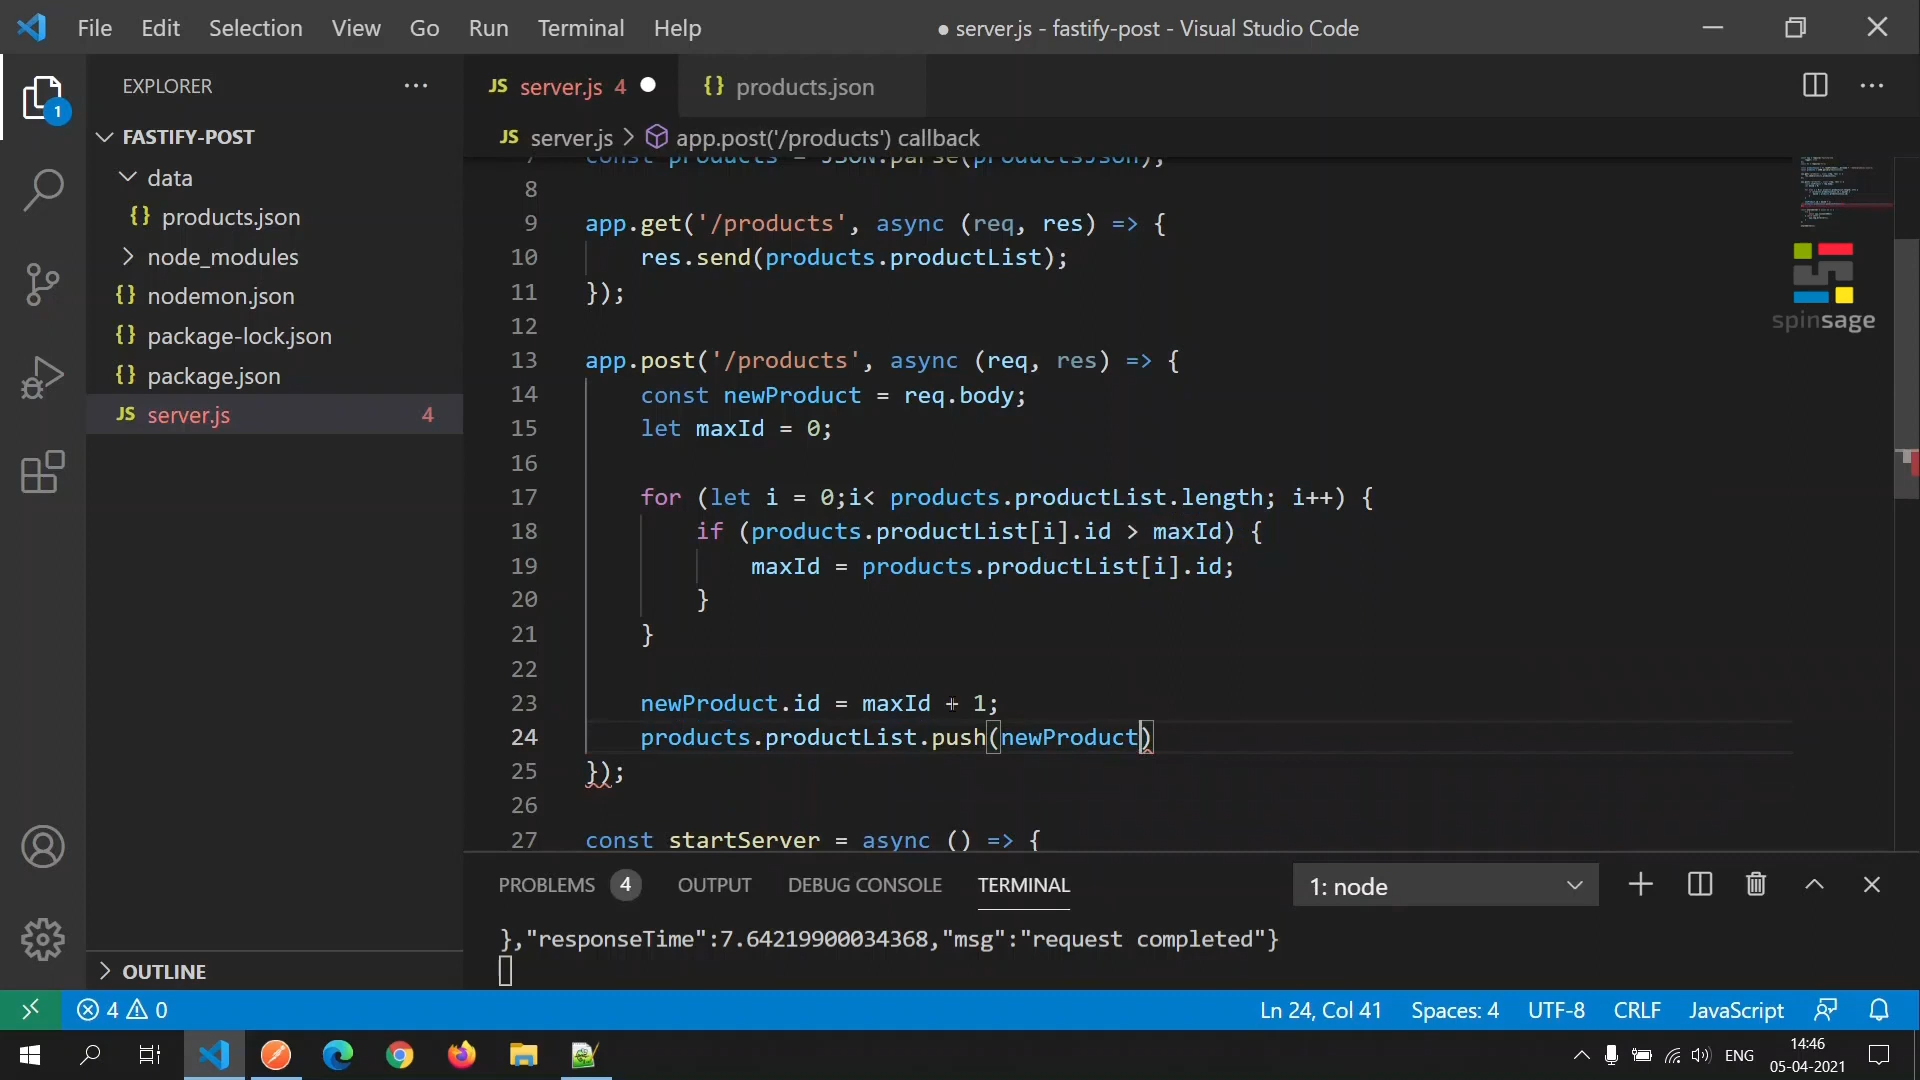 File Edit Selection View Go Run Terminal Help
● server.js - fastify-post - Visual Studio Code
EXPLORER
JS server.js 4
{} products.json
1
FASTIFY-POST
JS server.js > app.post('/products') callback
data
{} products.json
node_modules
{} nodemon.json
{} package-lock.json
{} package.json
JS server.js 4
7 const products = JSON.parse(productsJson);
8
9 app.get('/products', async (req, res) => {
10 res.send(products.productList);
11 });
12
13 app.post('/products', async (req, res) => {
14 const newProduct = req.body;
15 let maxId = 0;
16
17 for (let i = 0;i< products.productList.length; i++) {
18 if (products.productList[i].id > maxId) {
19 maxId = products.productList[i].id;
20 }
21 }
22
23 newProduct.id = maxId + 1;
24 products.productList.push(newProduct)
25 });
26
27 const startServer = async () => {
spinsage
PROBLEMS 4 OUTPUT DEBUG CONSOLE TERMINAL
1: node
},"responseTime":7.64219900034368,"msg":"request completed"}
OUTLINE
4 0
Ln 24, Col 41 Spaces: 4 UTF-8 CRLF JavaScript
ENG
14:46
05-04-2021